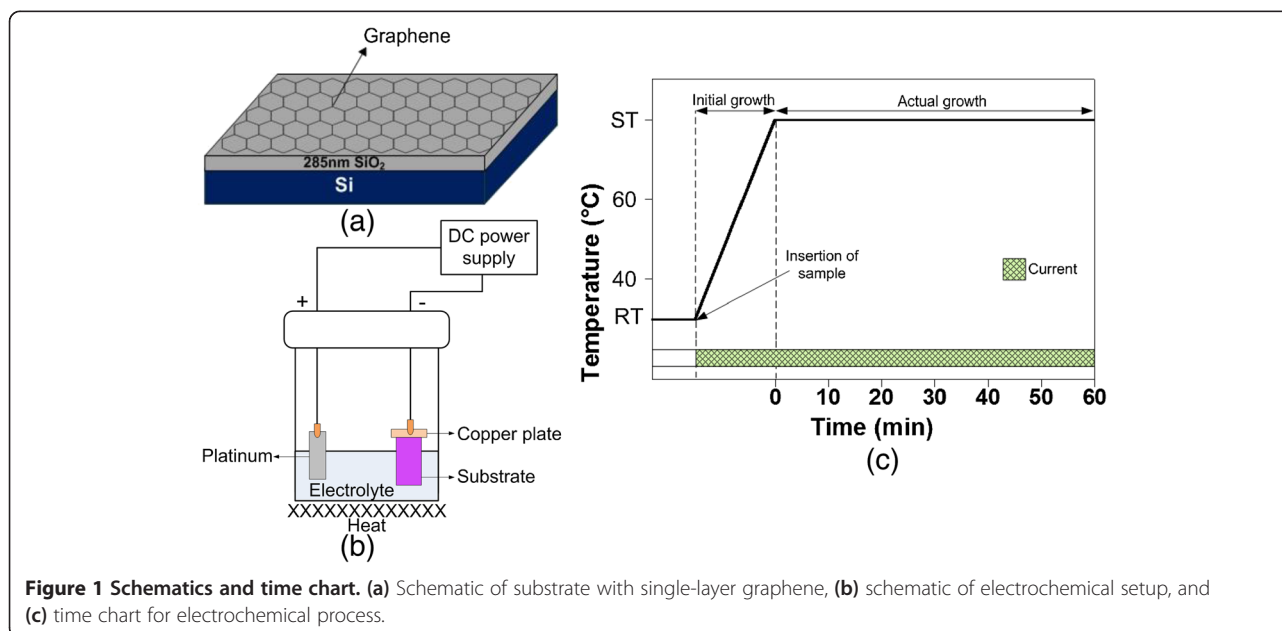 Graphene
285nm SiO₂
Si
(a)
DC power
supply
+ -
Copper plate
Platinum
Substrate
Electrolyte
XXXXXXXXXXXXX
Heat
(b)
Initial growth Actual growth
ST
60
40
RT
Temperature (°C)
Insertion of
sample
Current
0 10 20 30 40 50 60
Time (min)
(c)
Figure 1 Schematics and time chart. (a) Schematic of substrate with single-layer graphene, (b) schematic of electrochemical setup, and
(c) time chart for electrochemical process.